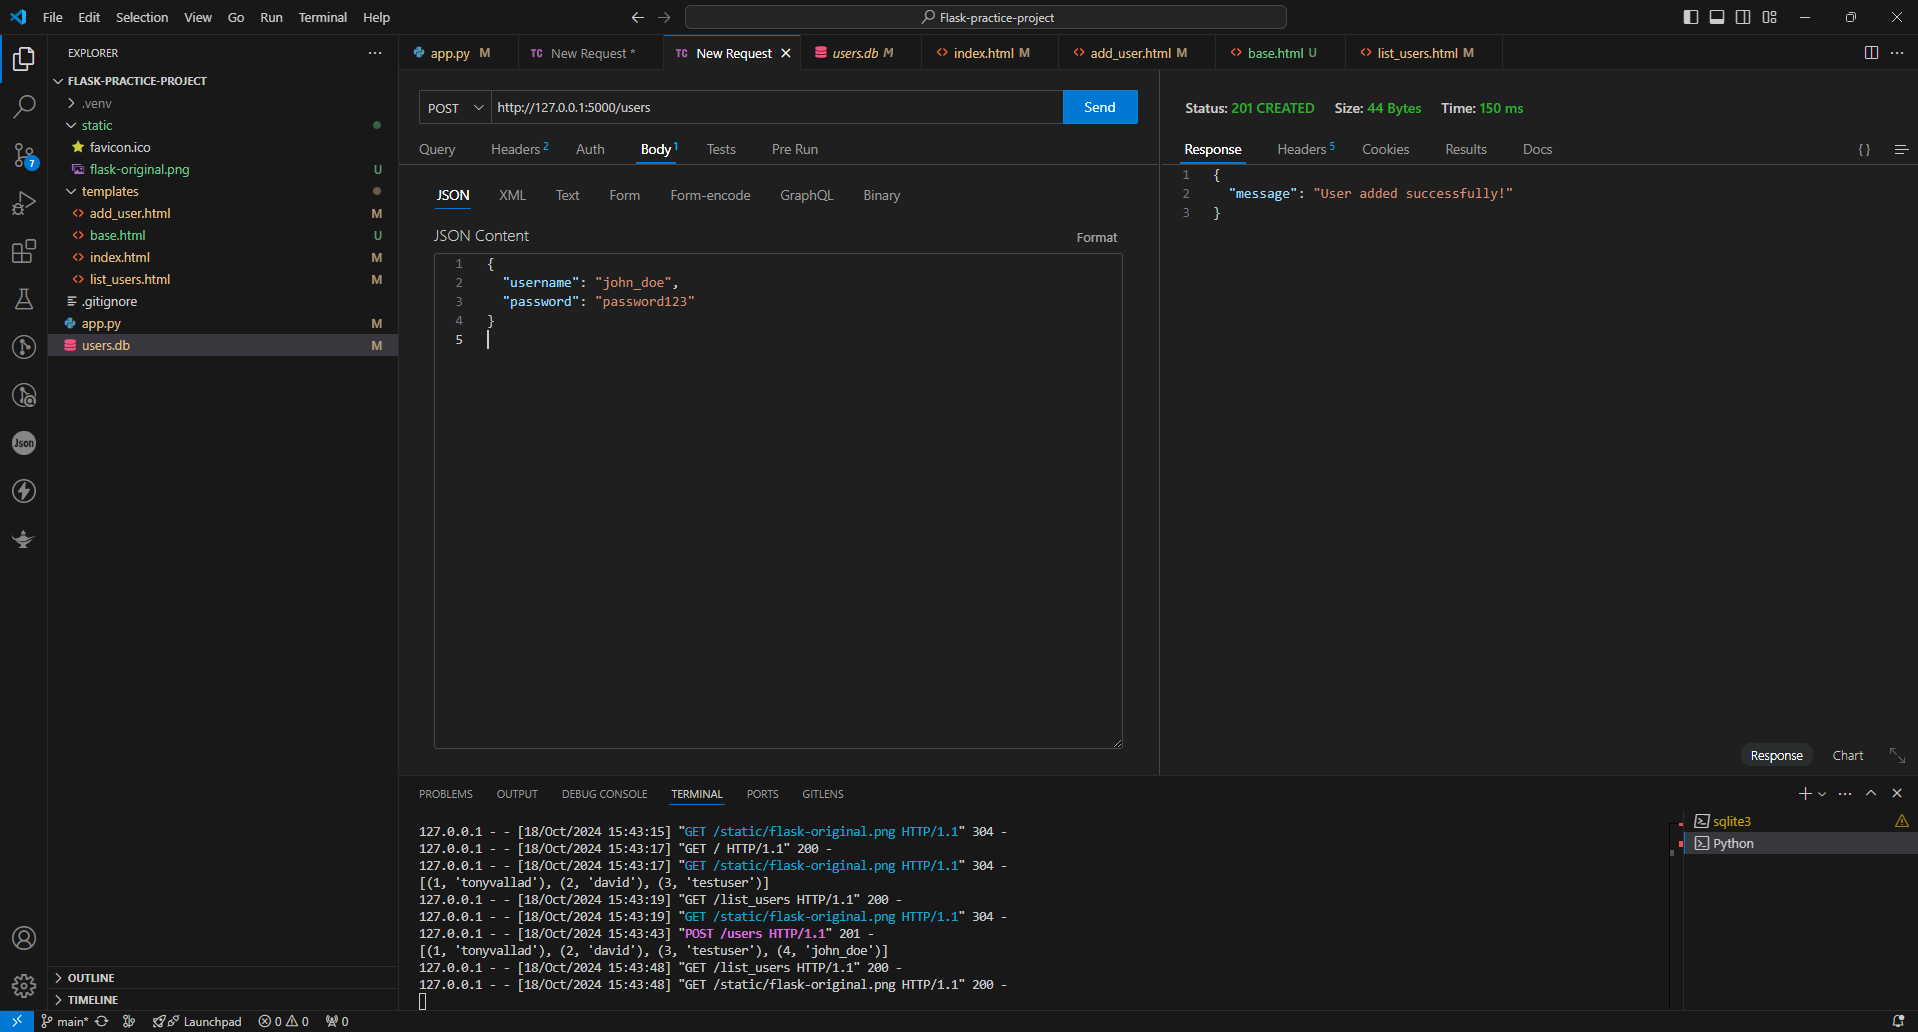 File Edit Selection View Go Run Terminal Help
Flask-practice-project
EXPLORER
FLASK-PRACTICE-PROJECT
.venv
static
favicon.ico
flask-original.png U
templates
add_user.html M
base.html U
index.html M
list_users.html M
.gitignore
app.py M
users.db M
OUTLINE
TIMELINE
7
Json
app.py M
TC New Request *
TC New Request
users.db M
index.html M
add_user.html M
base.html U
list_users.html M
POST http://127.0.0.1:5000/users Send
Query Headers 2 Auth Body 1 Tests Pre Run
JSON XML Text Form Form-encode GraphQL Binary
JSON Content Format
1 {
2 "username": "john_doe",
3 "password": "password123"
4 }
5
Status: 201 CREATED Size: 44 Bytes Time: 150 ms
Response Headers 5 Cookies Results Docs { }
1 {
2 "message": "User added successfully!"
3 }
Response Chart
PROBLEMS OUTPUT DEBUG CONSOLE TERMINAL PORTS GITLENS
127.0.0.1 - - [18/Oct/2024 15:43:15] "GET /static/flask-original.png HTTP/1.1" 304 -
127.0.0.1 - - [18/Oct/2024 15:43:17] "GET / HTTP/1.1" 200 -
127.0.0.1 - - [18/Oct/2024 15:43:17] "GET /static/flask-original.png HTTP/1.1" 304 -
[(1, 'tonyvallad'), (2, 'david'), (3, 'testuser')]
127.0.0.1 - - [18/Oct/2024 15:43:19] "GET /list_users HTTP/1.1" 200 -
127.0.0.1 - - [18/Oct/2024 15:43:19] "GET /static/flask-original.png HTTP/1.1" 304 -
127.0.0.1 - - [18/Oct/2024 15:43:43] "POST /users HTTP/1.1" 201 -
[(1, 'tonyvallad'), (2, 'david'), (3, 'testuser'), (4, 'john_doe')]
127.0.0.1 - - [18/Oct/2024 15:43:48] "GET /list_users HTTP/1.1" 200 -
127.0.0.1 - - [18/Oct/2024 15:43:48] "GET /static/flask-original.png HTTP/1.1" 200 -
sqlite3
Python
main* Launchpad 0 0 0